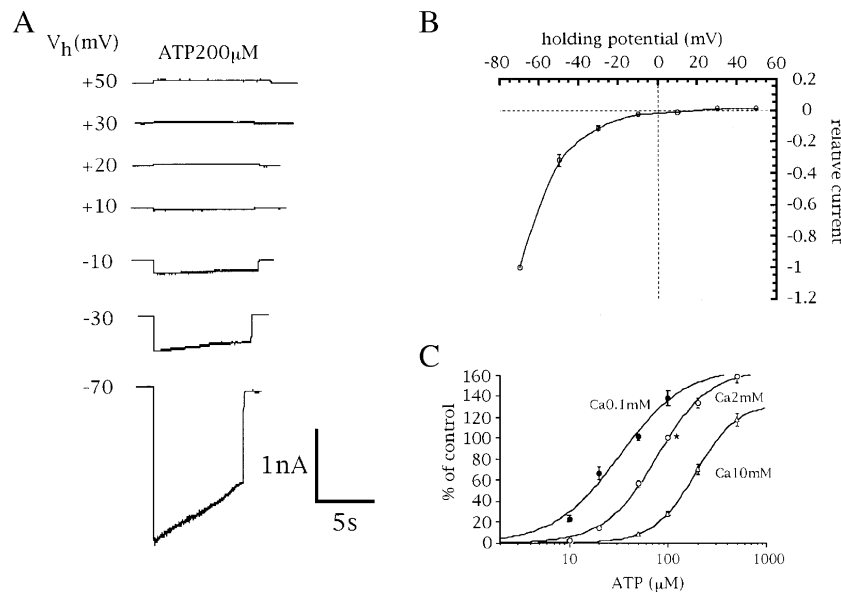 A
V_h(mV)
ATP200μM
+50
+30
+20
+10
-10
-30
-70
1nA
5s
B
holding potential (mV)
-80 -60 -40 -20 0 20 40 60
0.2
0
-0.2
-0.4
-0.6
-0.8
-1
-1.2
relative current
C
% of control
160
140
120
100
80
60
40
20
0
Ca0.1mM
Ca2mM
Ca10mM
*
10 100 1000
ATP (μM)